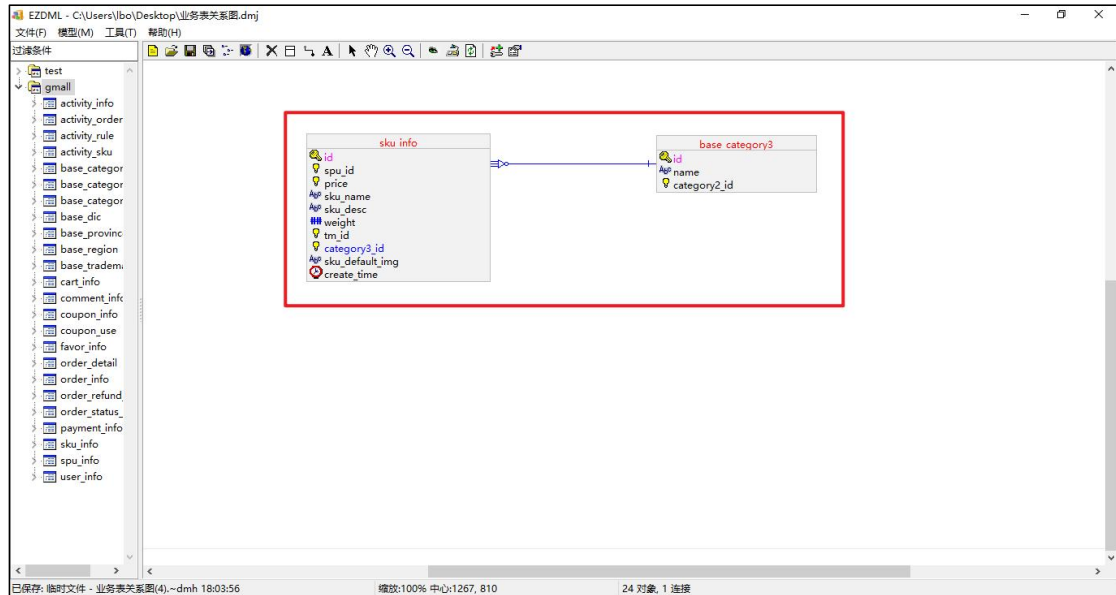 EZDML - C:\Users\lbo\Desktop\业务表关系图.dmj
文件(F) 模型(M) 工具(T) 帮助(H)
过滤条件
test
gmall
activity_info
activity_order
activity_rule
activity_sku
base_categor
base_categor
base_categor
base_dic
base_provinc
base_region
base_tradema
cart_info
comment_info
coupon_info
coupon_use
favor_info
order_detail
order_info
order_refund_
order_status_
payment_info
sku_info
spu_info
user_info
sku info
id
spu_id
price
sku_name
sku_desc
weight
tm_id
category3_id
sku_default_img
create_time
base category3
id
name
category2_id
已保存: 临时文件 - 业务表关系图(4).~dmh 18:03:56 缩放:100% 中心:1267, 810 24 对象, 1 连接